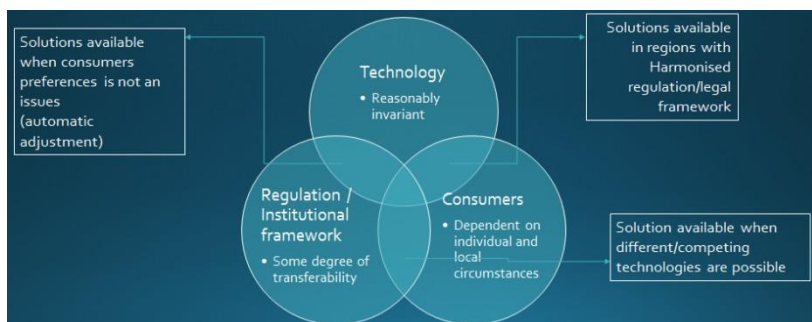 Solutions available
when consumers
preferences is not an
issues
(automatic
adjustment)
Technology
• Reasonably
invariant
Solutions available
in regions with
Harmonised
regulation/legal
framework
Regulation /
Institutional
framework
• Some degree of
transferability
Consumers
• Dependent on
individual and
local
circumstances
Solution available when
different/competing
technologies are possible